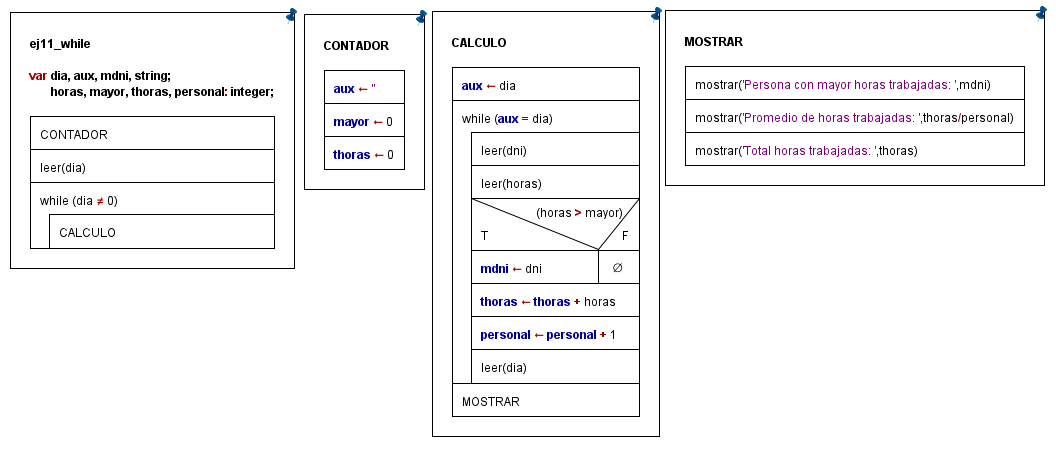 ej11_while
var dia, aux, mdni, string;
horas, mayor, thoras, personal: integer;
CONTADOR
leer(dia)
while (dia ≠ 0)
CALCULO
CONTADOR
aux ← ''
mayor ← 0
thoras ← 0
CALCULO
aux ← dia
while (aux = dia)
leer(dni)
leer(horas)
(horas > mayor)
T F
mdni ← dni ∅
thoras ← thoras + horas
personal ← personal + 1
leer(dia)
MOSTRAR
MOSTRAR
mostrar('Persona con mayor horas trabajadas: ',mdni)
mostrar('Promedio de horas trabajadas: ',thoras/personal)
mostrar('Total horas trabajadas: ',thoras)